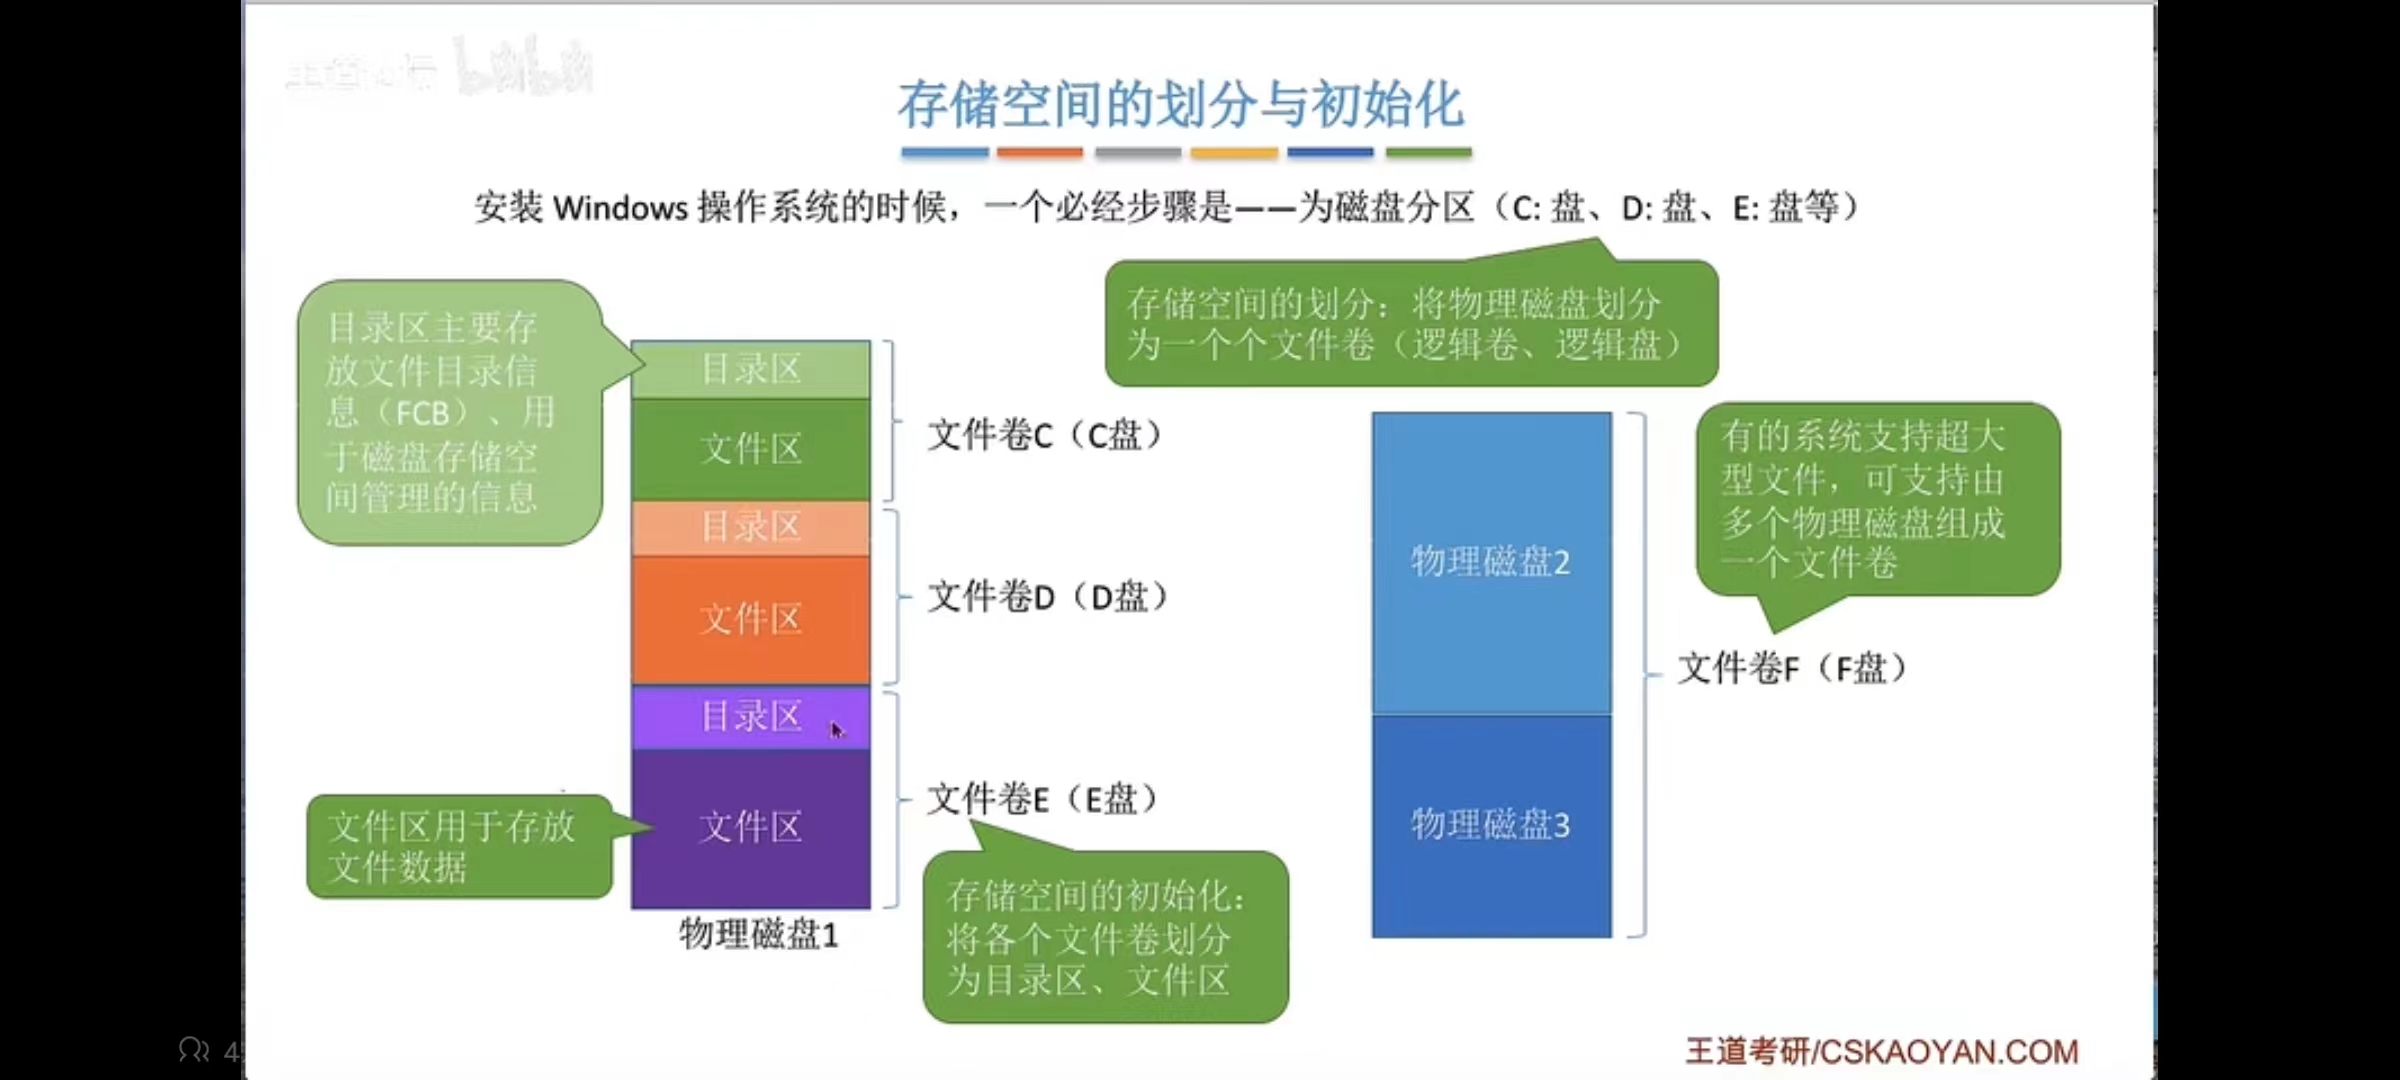 存储空间的划分与初始化
安装 Windows 操作系统的时候，一个必经步骤是——为磁盘分区（C: 盘、D: 盘、E: 盘等）
存储空间的划分：将物理磁盘划分
为一个个文件卷（逻辑卷、逻辑盘）
目录区主要存
放文件目录信
息（FCB）、用
于磁盘存储空
间管理的信息
目录区
文件区
文件卷C（C盘）
目录区
文件区
文件卷D（D盘）
目录区
文件区
文件卷E（E盘）
文件区用于存放
文件数据
物理磁盘1
存储空间的初始化：
将各个文件卷划分
为目录区、文件区
物理磁盘2
物理磁盘3
有的系统支持超大
型文件，可支持由
多个物理磁盘组成
一个文件卷
文件卷F（F盘）
王道考研/CSKAOYAN.COM